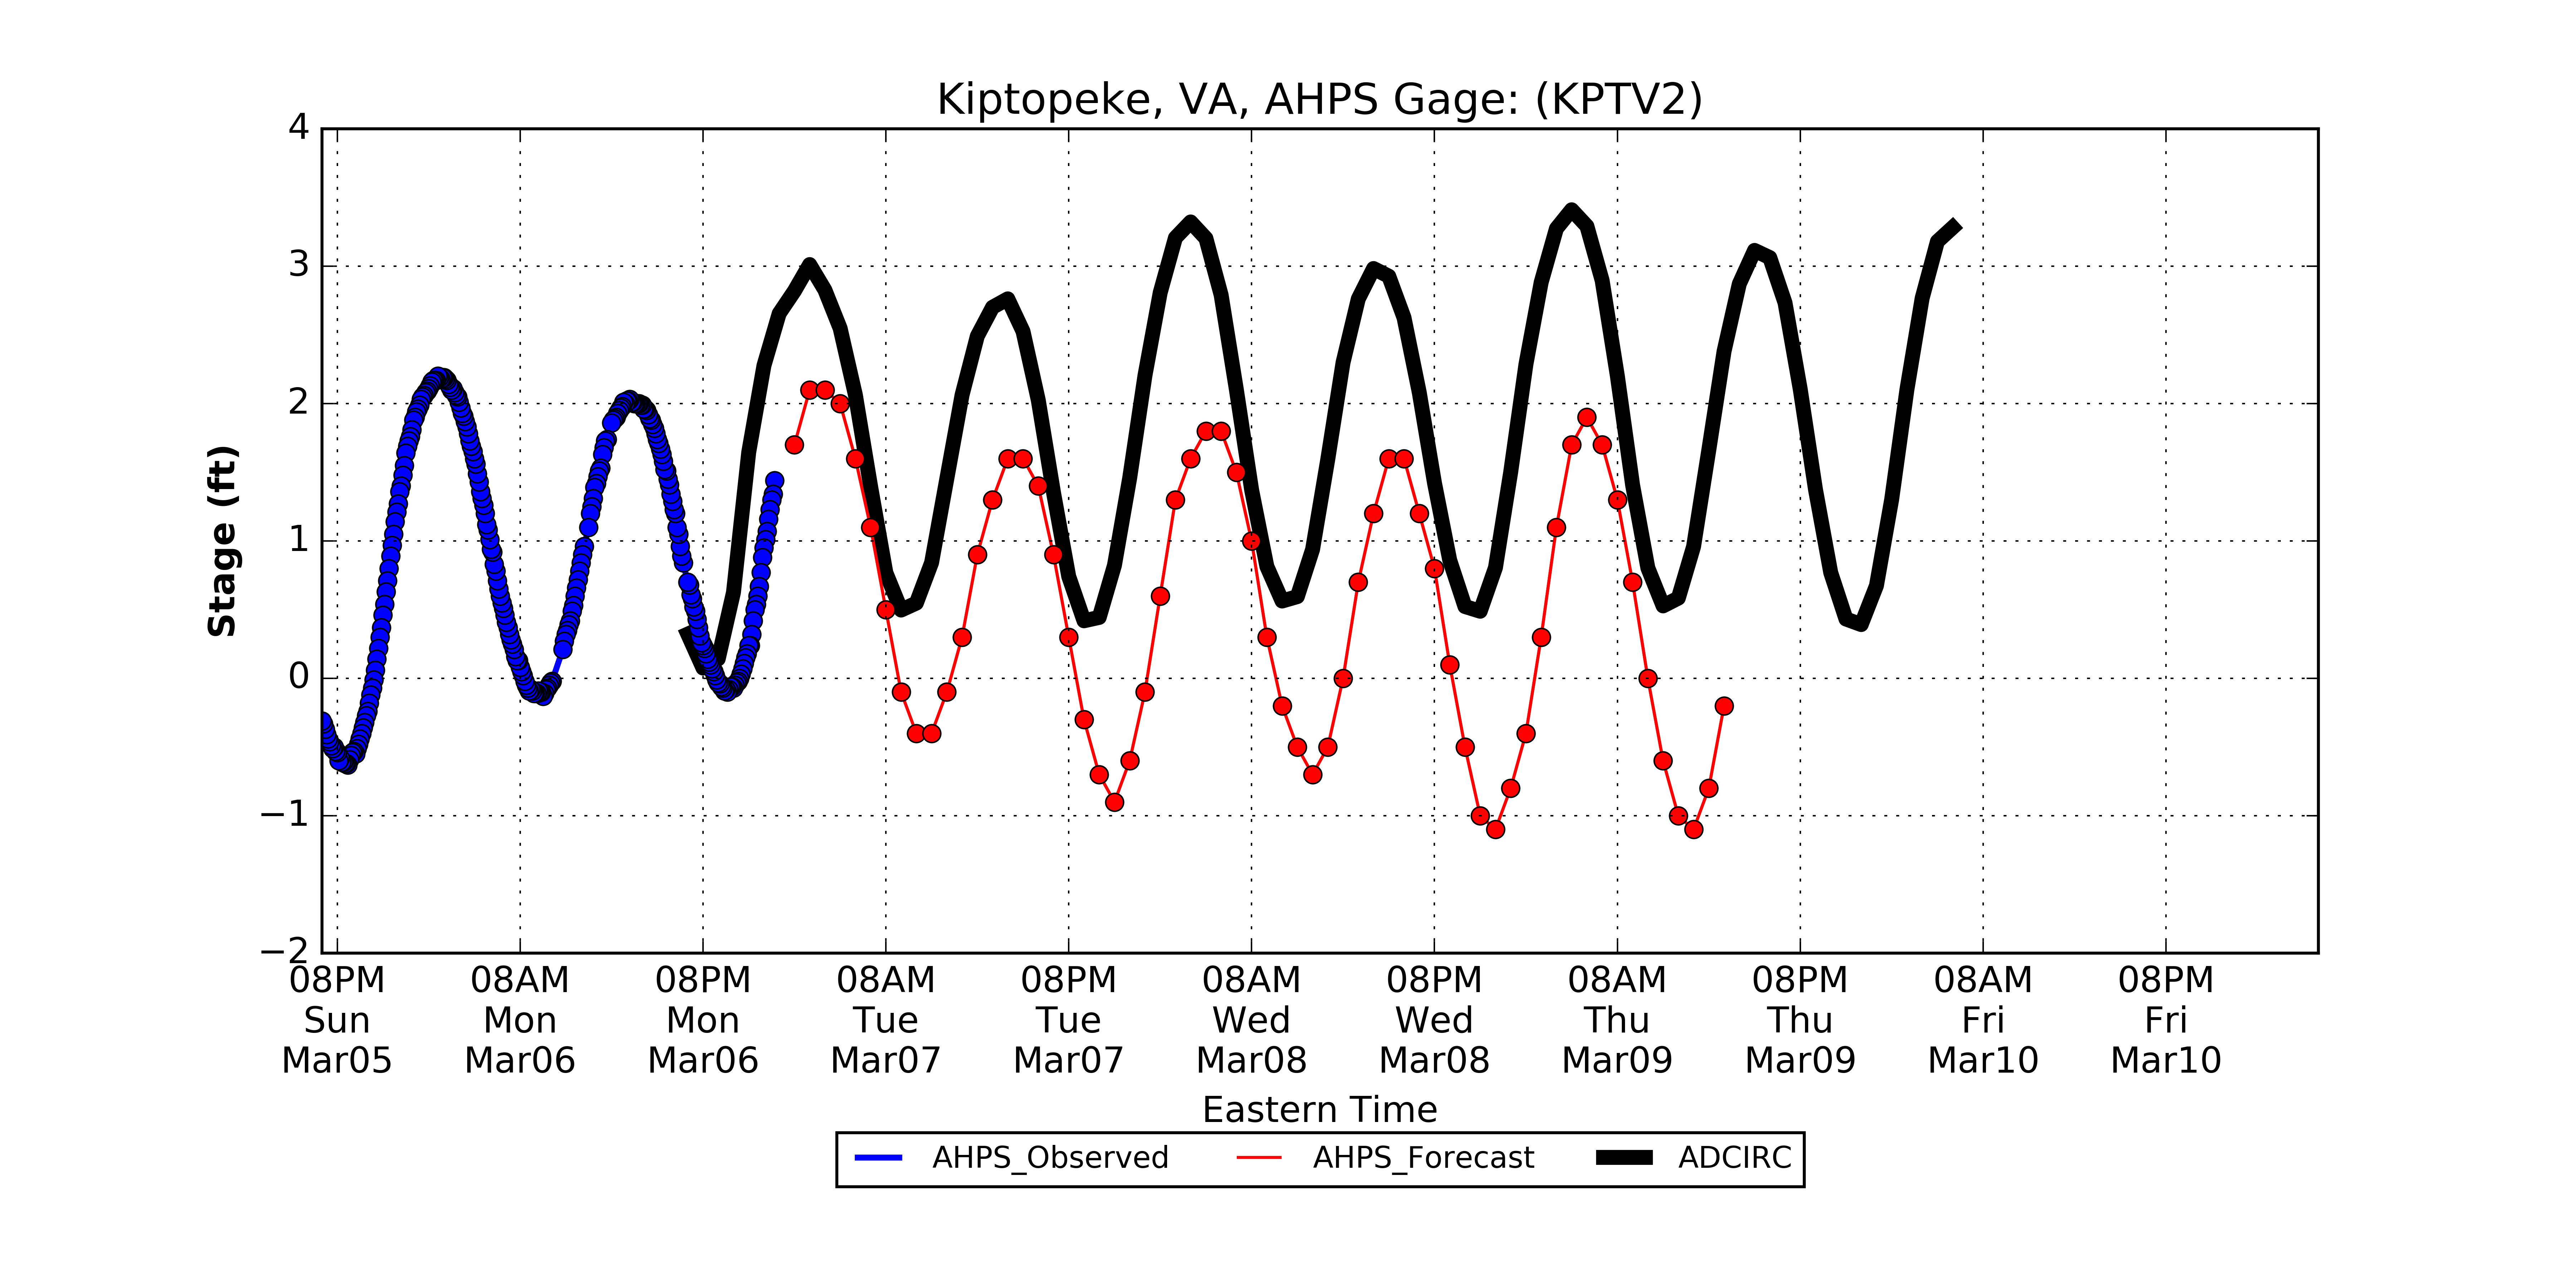 Kiptopeke, VA, AHPS Gage: (KPTV2)
Stage (ft)
4
3
2
1
0
−1
−2
08PM 08AM 08PM 08AM 08PM 08AM 08PM 08AM 08PM 08AM 08PM
Sun Mon Mon Tue Tue Wed Wed Thu Thu Fri Fri
Mar05 Mar06 Mar06 Mar07 Mar07 Mar08 Mar08 Mar09 Mar09 Mar10 Mar10
Eastern Time
AHPS_Observed AHPS_Forecast ADCIRC